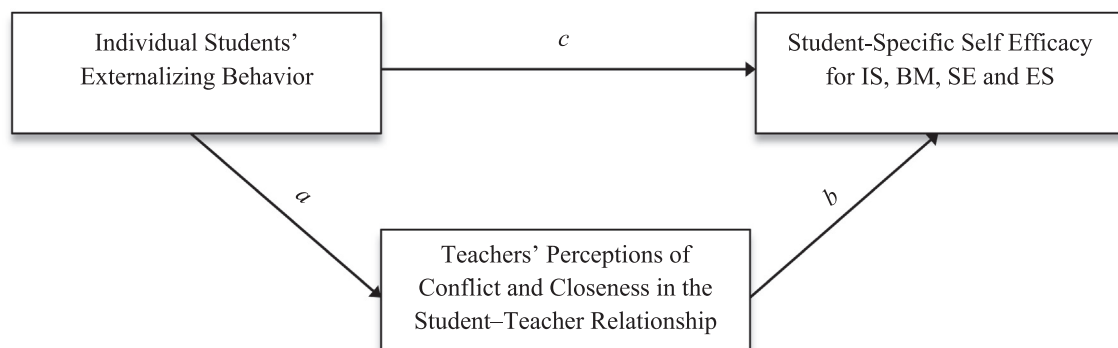 Individual Students’
Externalizing Behavior
c
Student-Specific Self Efficacy
for IS, BM, SE and ES
a
b
Teachers’ Perceptions of
Conflict and Closeness in the
Student–Teacher Relationship